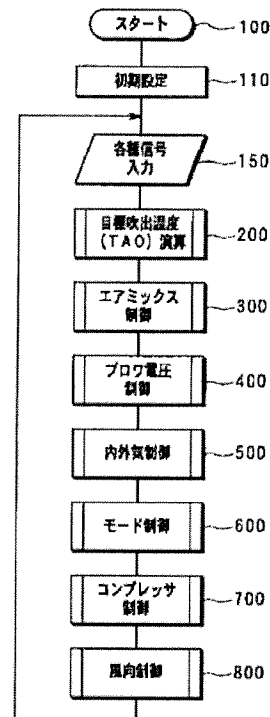 スタート
100
初期設定
110
各種信号
入力
150
目標吹出温度
(TAO) 演算
200
エアミックス
制御
300
ブロワ電圧
制御
400
内外気制御
500
モード制御
600
コンプレッサ
制御
700
風向制御
800